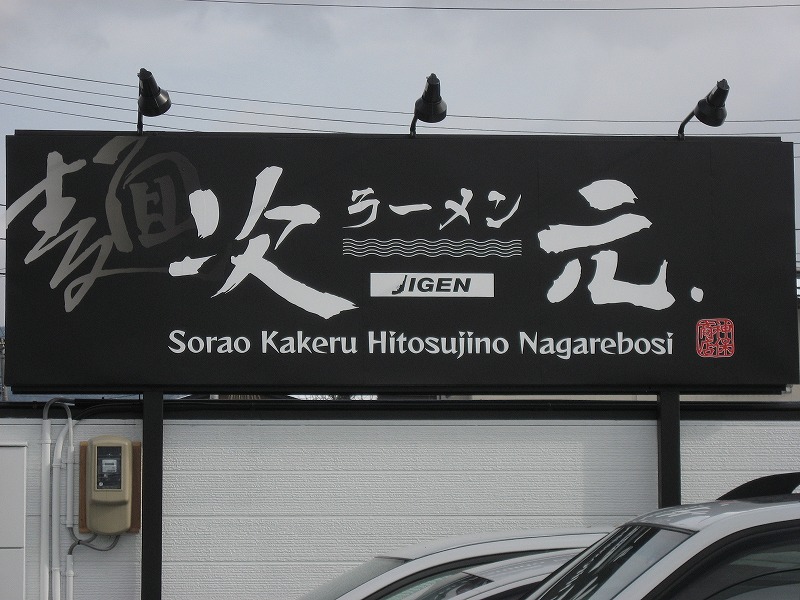 麺
次元.
ラーメン
JIGEN
Sorao Kakeru Hitosujino Nagarebosi